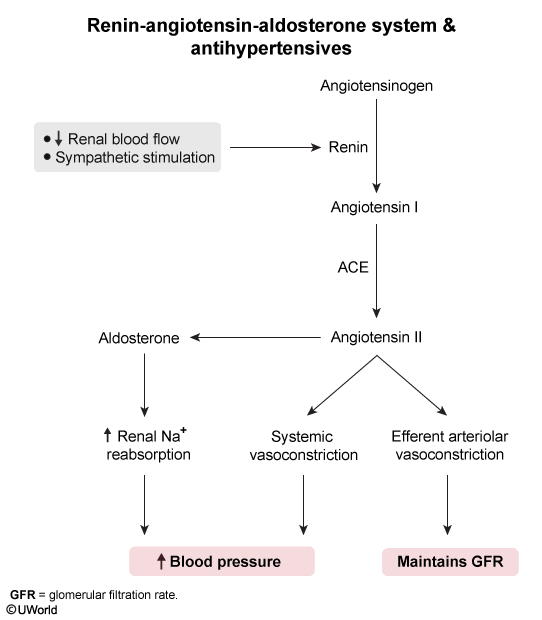 Renin-angiotensin-aldosterone system &
antihypertensives
Angiotensinogen
● ↓ Renal blood flow
● Sympathetic stimulation
Renin
Angiotensin I
ACE
Aldosterone
Angiotensin II
↑ Renal Na⁺
reabsorption
Systemic
vasoconstriction
Efferent arteriolar
vasoconstriction
↑ Blood pressure
Maintains GFR
GFR = glomerular filtration rate.
©UWorld